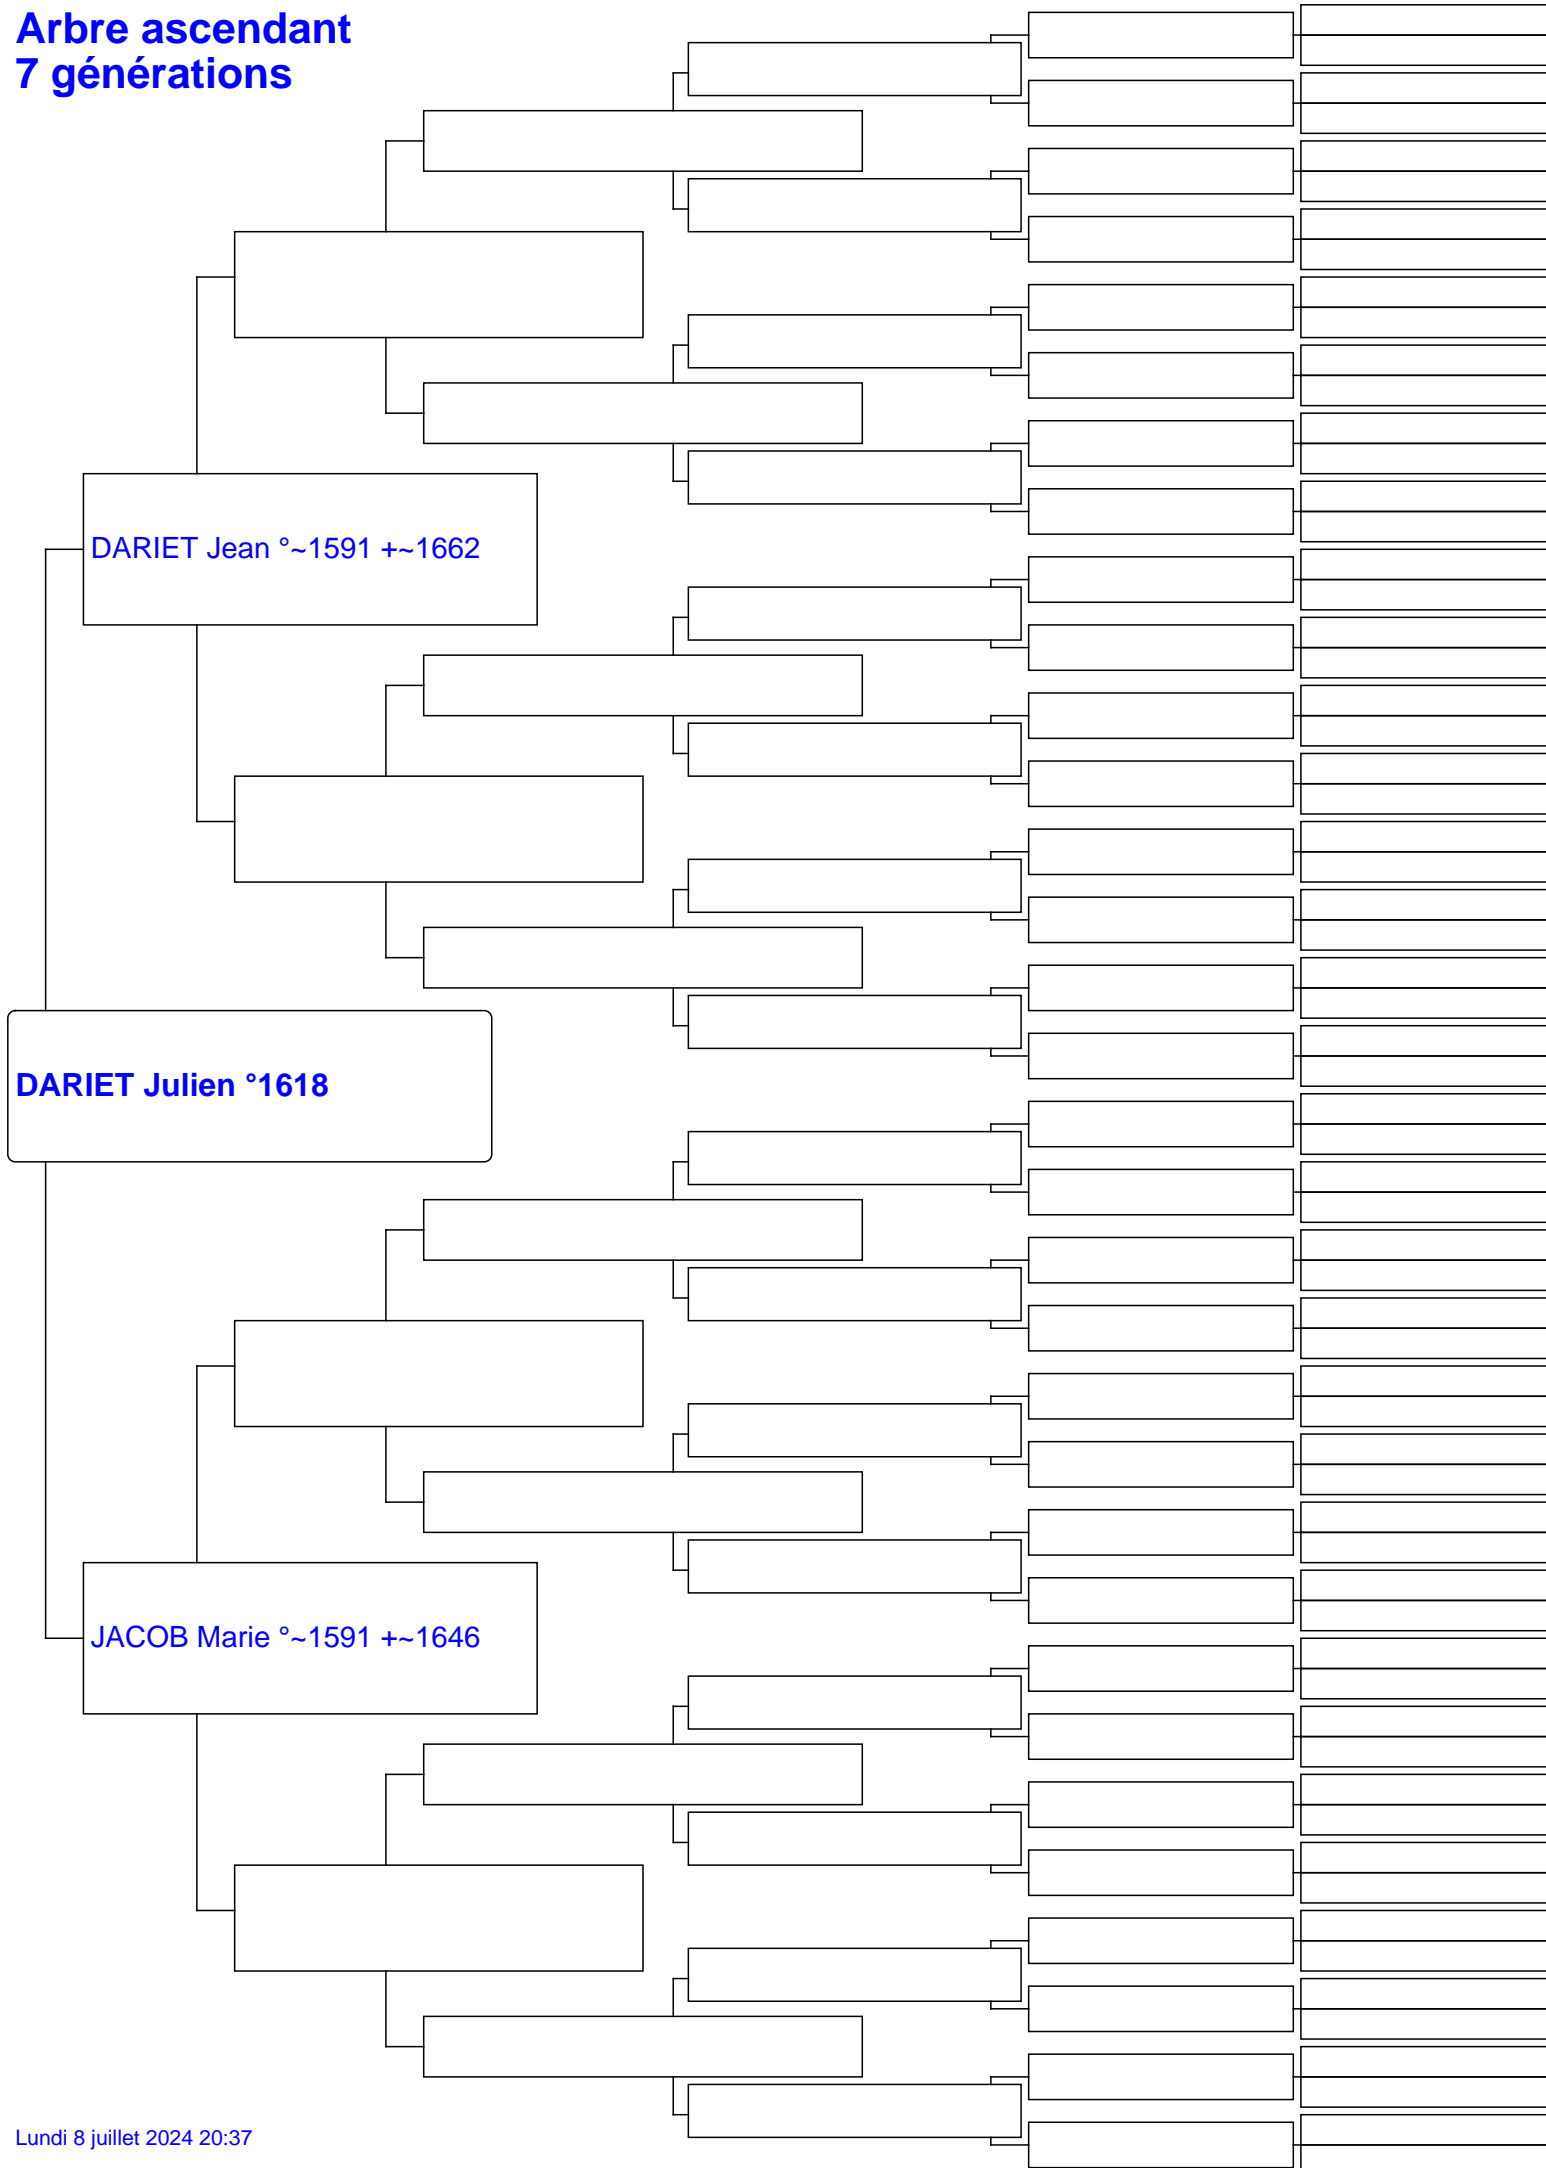 Arbre ascendant
7 générations
DARIET Jean °~1591 +~1662
DARIET Julien °1618
JACOB Marie °~1591 +~1646
Lundi 8 juillet 2024 20:37